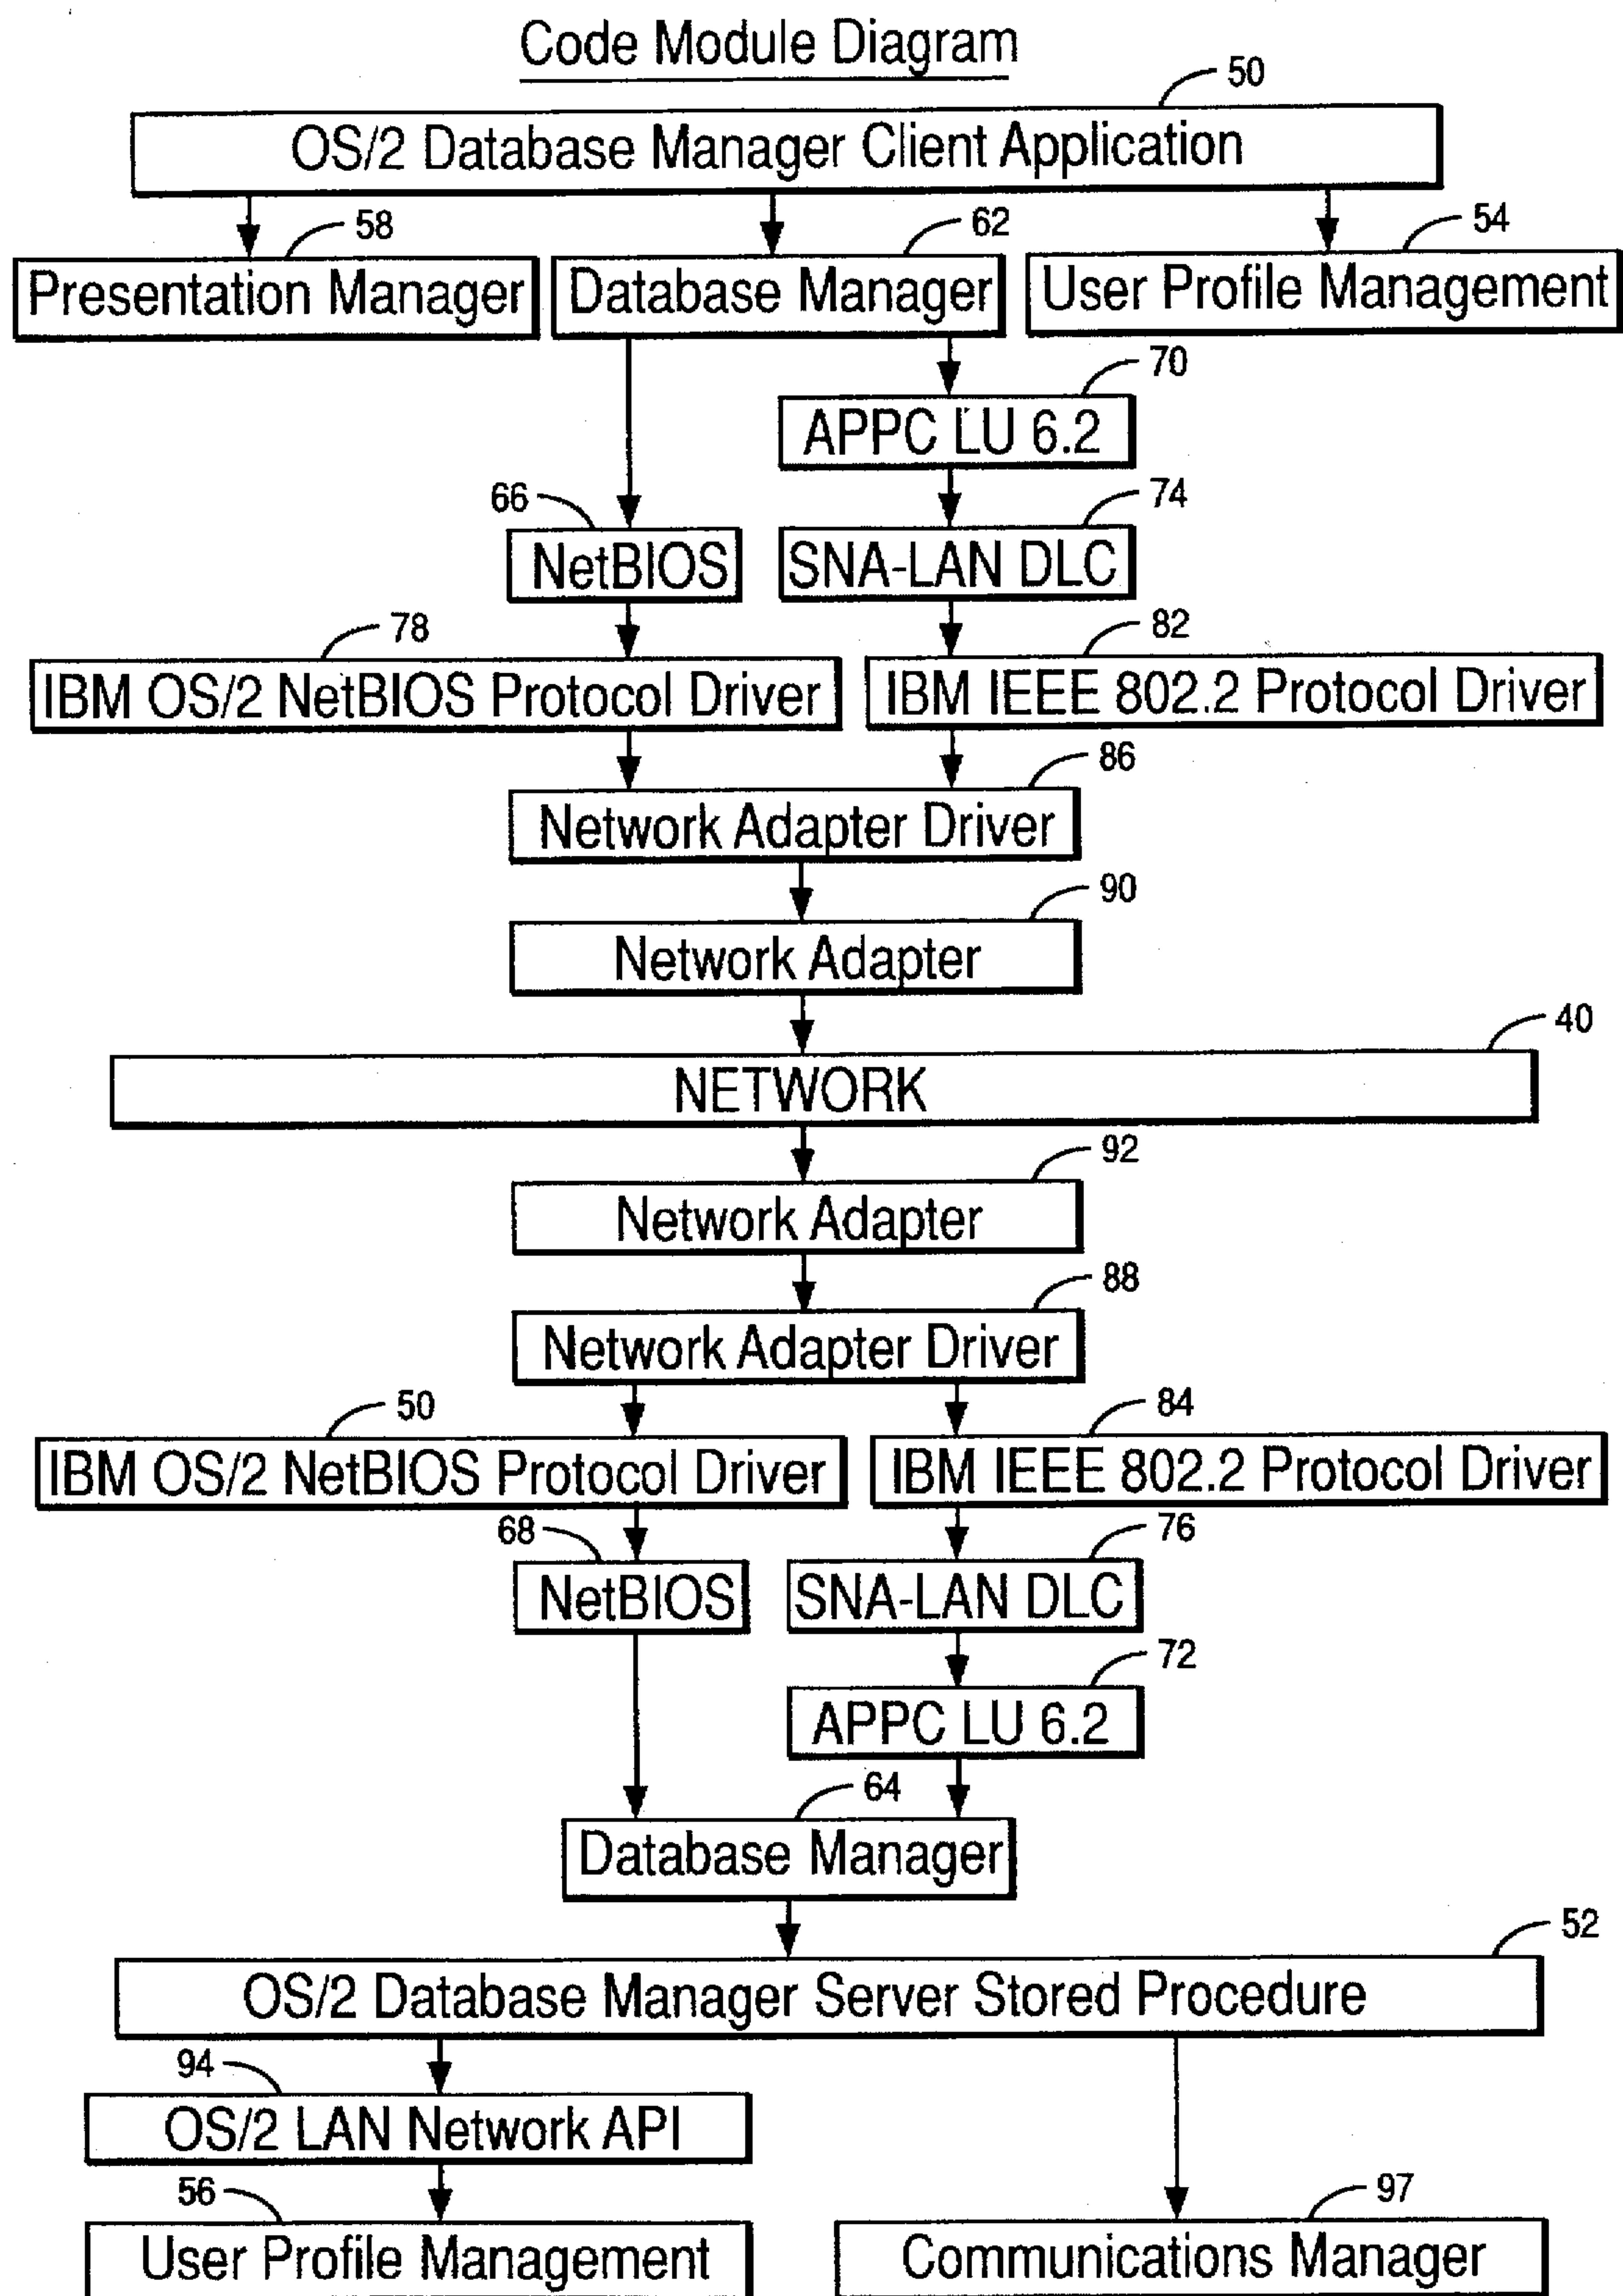 Code Module Diagram
50
OS/2 Database Manager Client Application
58
62
54
Presentation Manager
Database Manager
User Profile Management
70
APPC LU 6.2
66
74
NetBIOS
SNA-LAN DLC
78
82
IBM OS/2 NetBIOS Protocol Driver
IBM IEEE 802.2 Protocol Driver
86
Network Adapter Driver
90
Network Adapter
40
NETWORK
92
Network Adapter
88
Network Adapter Driver
50
84
IBM OS/2 NetBIOS Protocol Driver
IBM IEEE 802.2 Protocol Driver
68
76
NetBIOS
SNA-LAN DLC
72
APPC LU 6.2
64
Database Manager
52
OS/2 Database Manager Server Stored Procedure
94
OS/2 LAN Network API
56
97
User Profile Management
Communications Manager